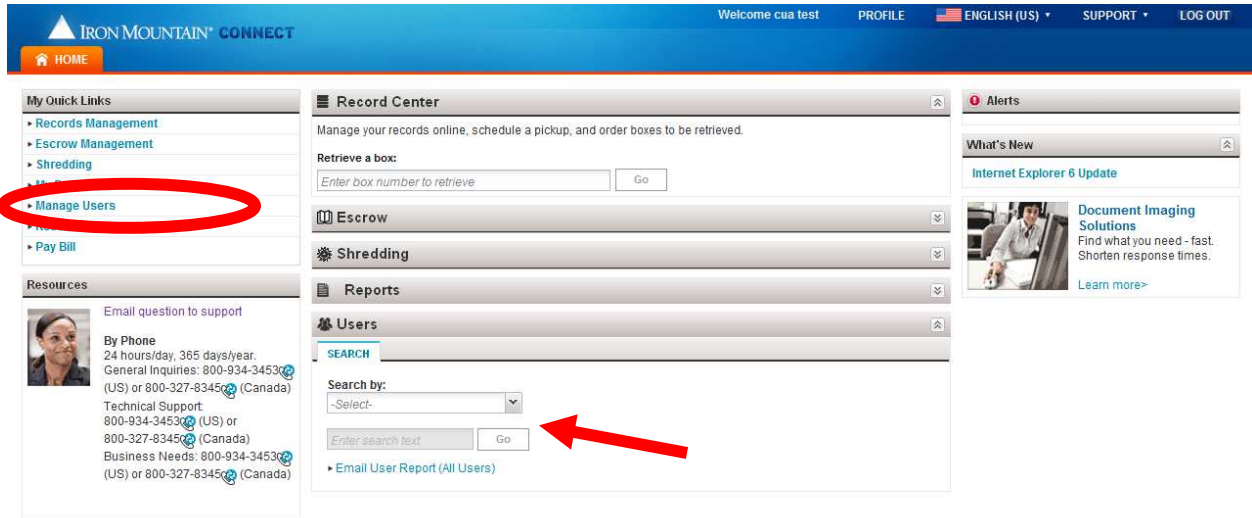 IRON MOUNTAIN® CONNECT
Welcome cua test
PROFILE
ENGLISH (US)
SUPPORT
LOG OUT
HOME
My Quick Links
Records Management
Escrow Management
Shredding
Manage Users
Pay Bill
Resources
Email question to support
By Phone
24 hours/day, 365 days/year.
General Inquiries: 800-934-3453
(US) or 800-327-8345 (Canada)
Technical Support:
800-934-3453 (US) or
800-327-8345 (Canada)
Business Needs: 800-934-3453
(US) or 800-327-8345 (Canada)
Record Center
Manage your records online, schedule a pickup, and order boxes to be retrieved.
Retrieve a box:
Enter box number to retrieve
Go
Escrow
Shredding
Reports
Users
SEARCH
Search by:
-Select-
Enter search text
Go
Email User Report (All Users)
Alerts
What's New
Internet Explorer 6 Update
Document Imaging
Solutions
Find what you need - fast.
Shorten response times.
Learn more>